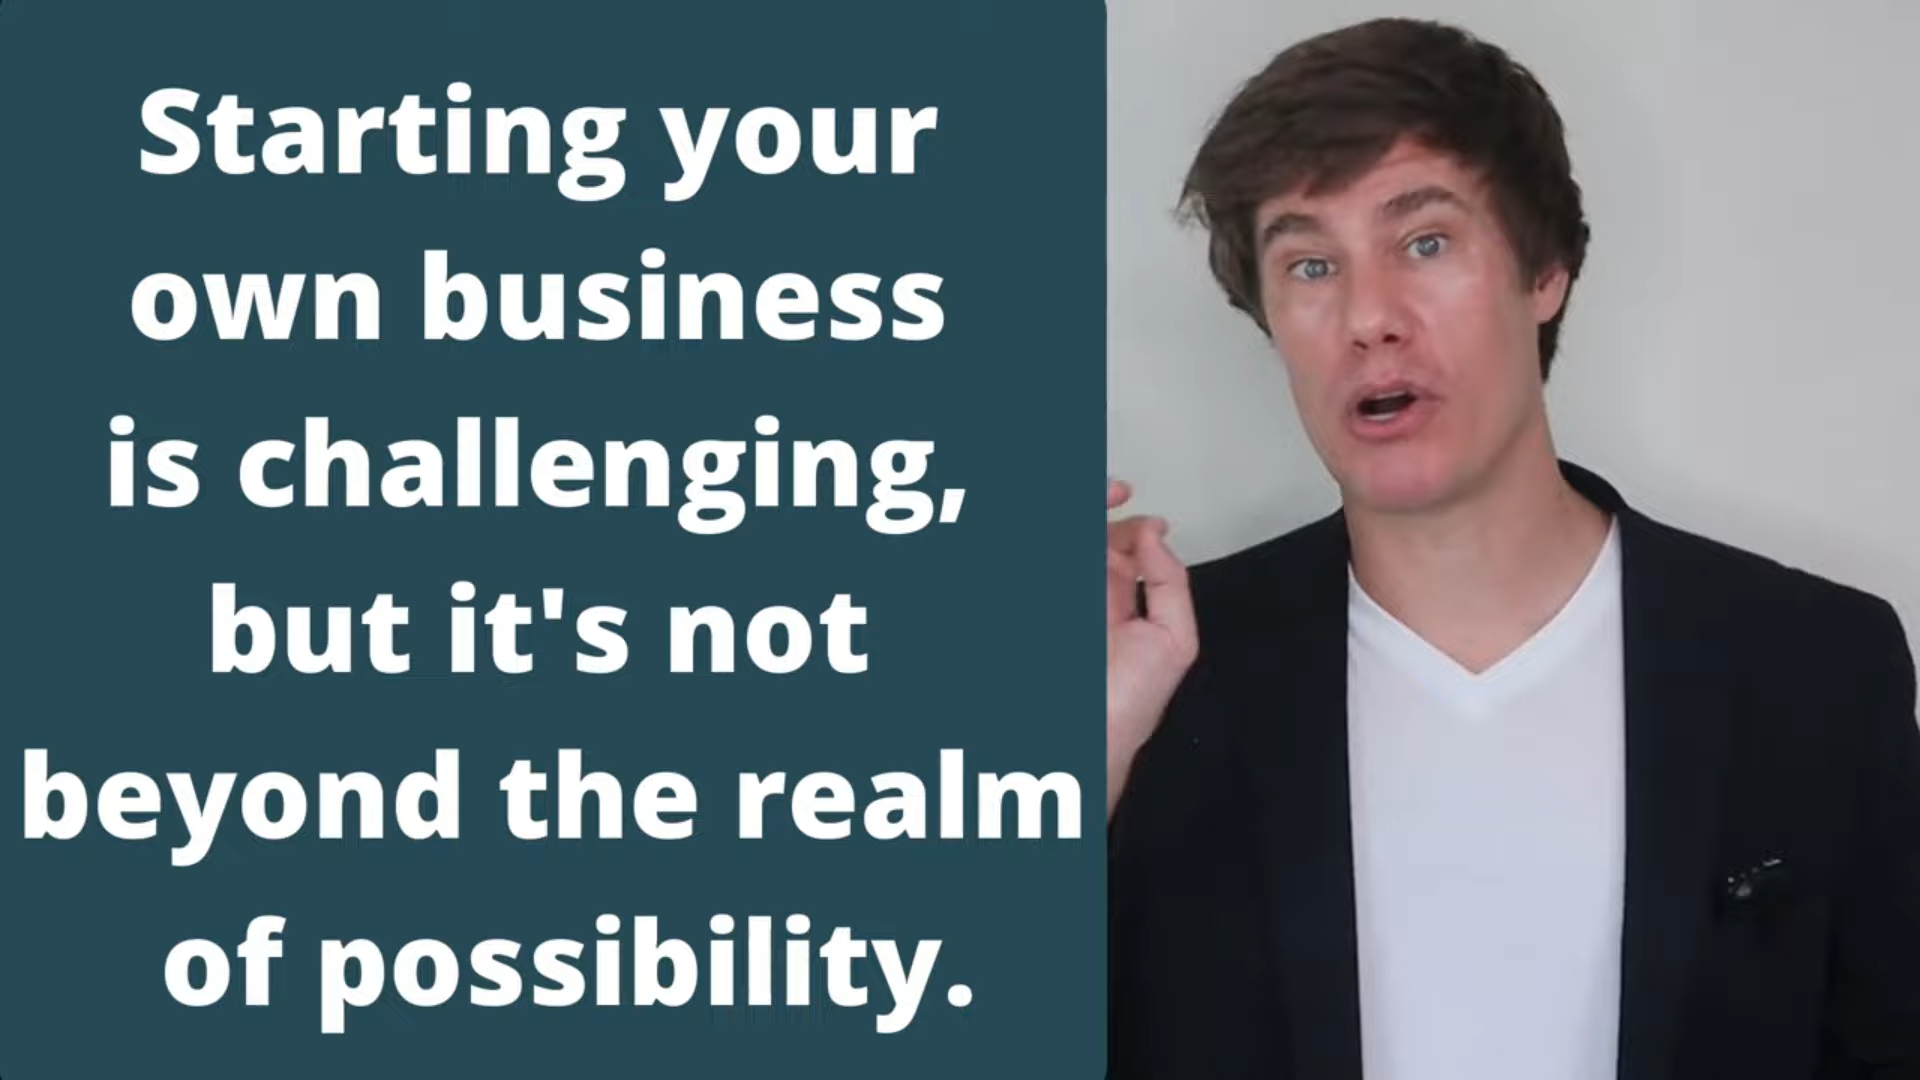 Starting your
own business
is challenging,
but it's not
beyond the realm
of possibility.